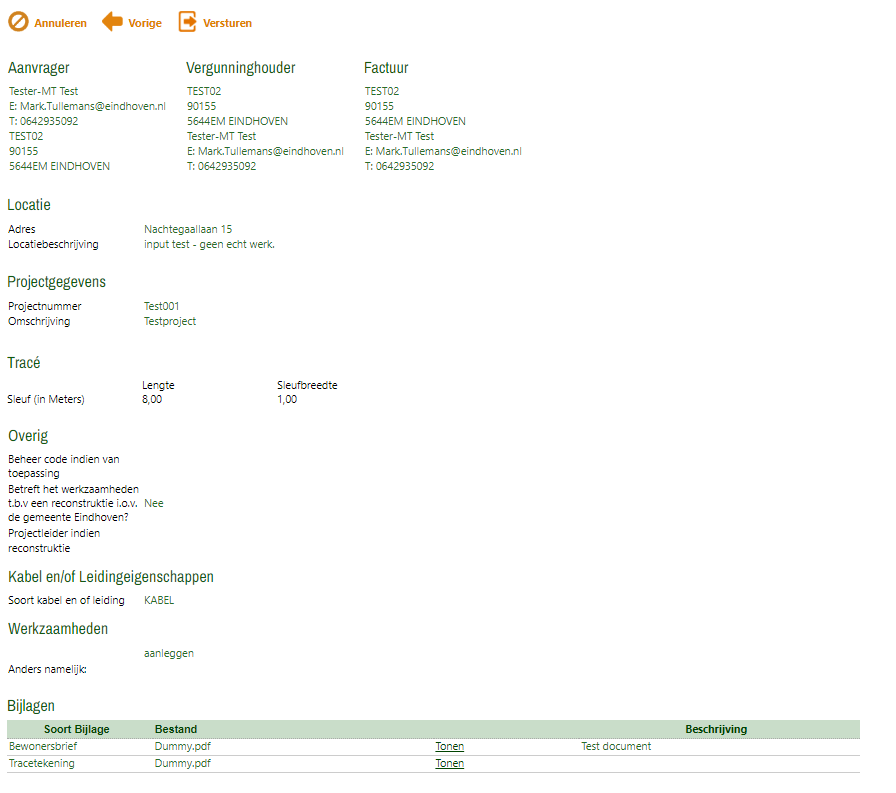 Annuleren Vorige Versturen
Aanvrager Vergunninghouder Factuur
Tester-MT Test TEST02 TEST02
E: Mark.Tullemans@eindhoven.nl 90155 90155
T: 0642935092 5644EM EINDHOVEN 5644EM EINDHOVEN
TEST02 Tester-MT Test Tester-MT Test
90155 E: Mark.Tullemans@eindhoven.nl E: Mark.Tullemans@eindhoven.nl
5644EM EINDHOVEN T: 0642935092 T: 0642935092
Locatie
Adres Nachtegaallaan 15
Locatiebeschrijving input test - geen echt werk.
Projectgegevens
Projectnummer Test001
Omschrijving Testproject
Tracé
Lengte Sleufbreedte
Sleuf (in Meters) 8,00 1,00
Overig
Beheer code indien van
toepassing
Betreft het werkzaamheden
t.b.v een reconstruktie i.o.v. Nee
de gemeente Eindhoven?
Projectleider indien
reconstruktie
Kabel en/of Leidingeigenschappen
Soort kabel en of leiding KABEL
Werkzaamheden
aanleggen
Anders namelijk:
Bijlagen
Soort Bijlage Bestand Beschrijving
Bewonersbrief Dummy.pdf Tonen Test document
Tracetekening Dummy.pdf Tonen